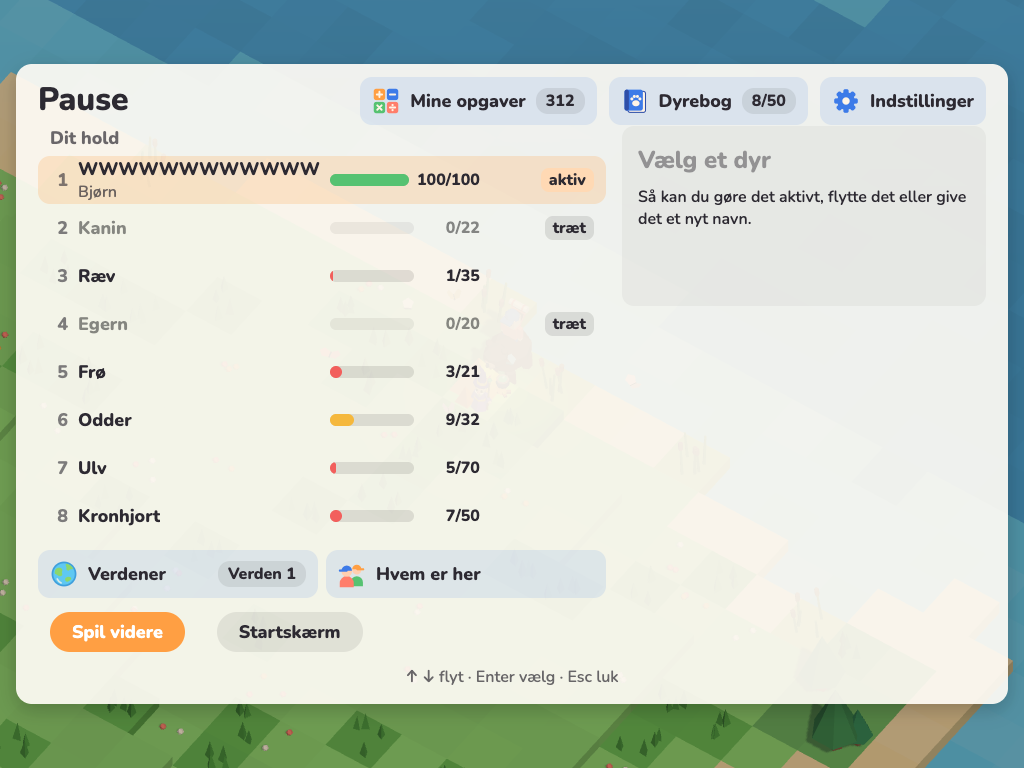 Pause
Mine opgaver 312
Dyrebog 8/50
Indstillinger
Dit hold
1 WWWWWWWWWWWW 100/100 aktiv
Bjørn
2 Kanin 0/22 træt
3 Ræv 1/35
4 Egern 0/20 træt
5 Frø 3/21
6 Odder 9/32
7 Ulv 5/70
8 Kronhjort 7/50
Vælg et dyr
Så kan du gøre det aktivt, flytte det eller give
det et nyt navn.
Verdener Verden 1
Hvem er her
Spil videre
Startskærm
↑ ↓ flyt · Enter vælg · Esc luk